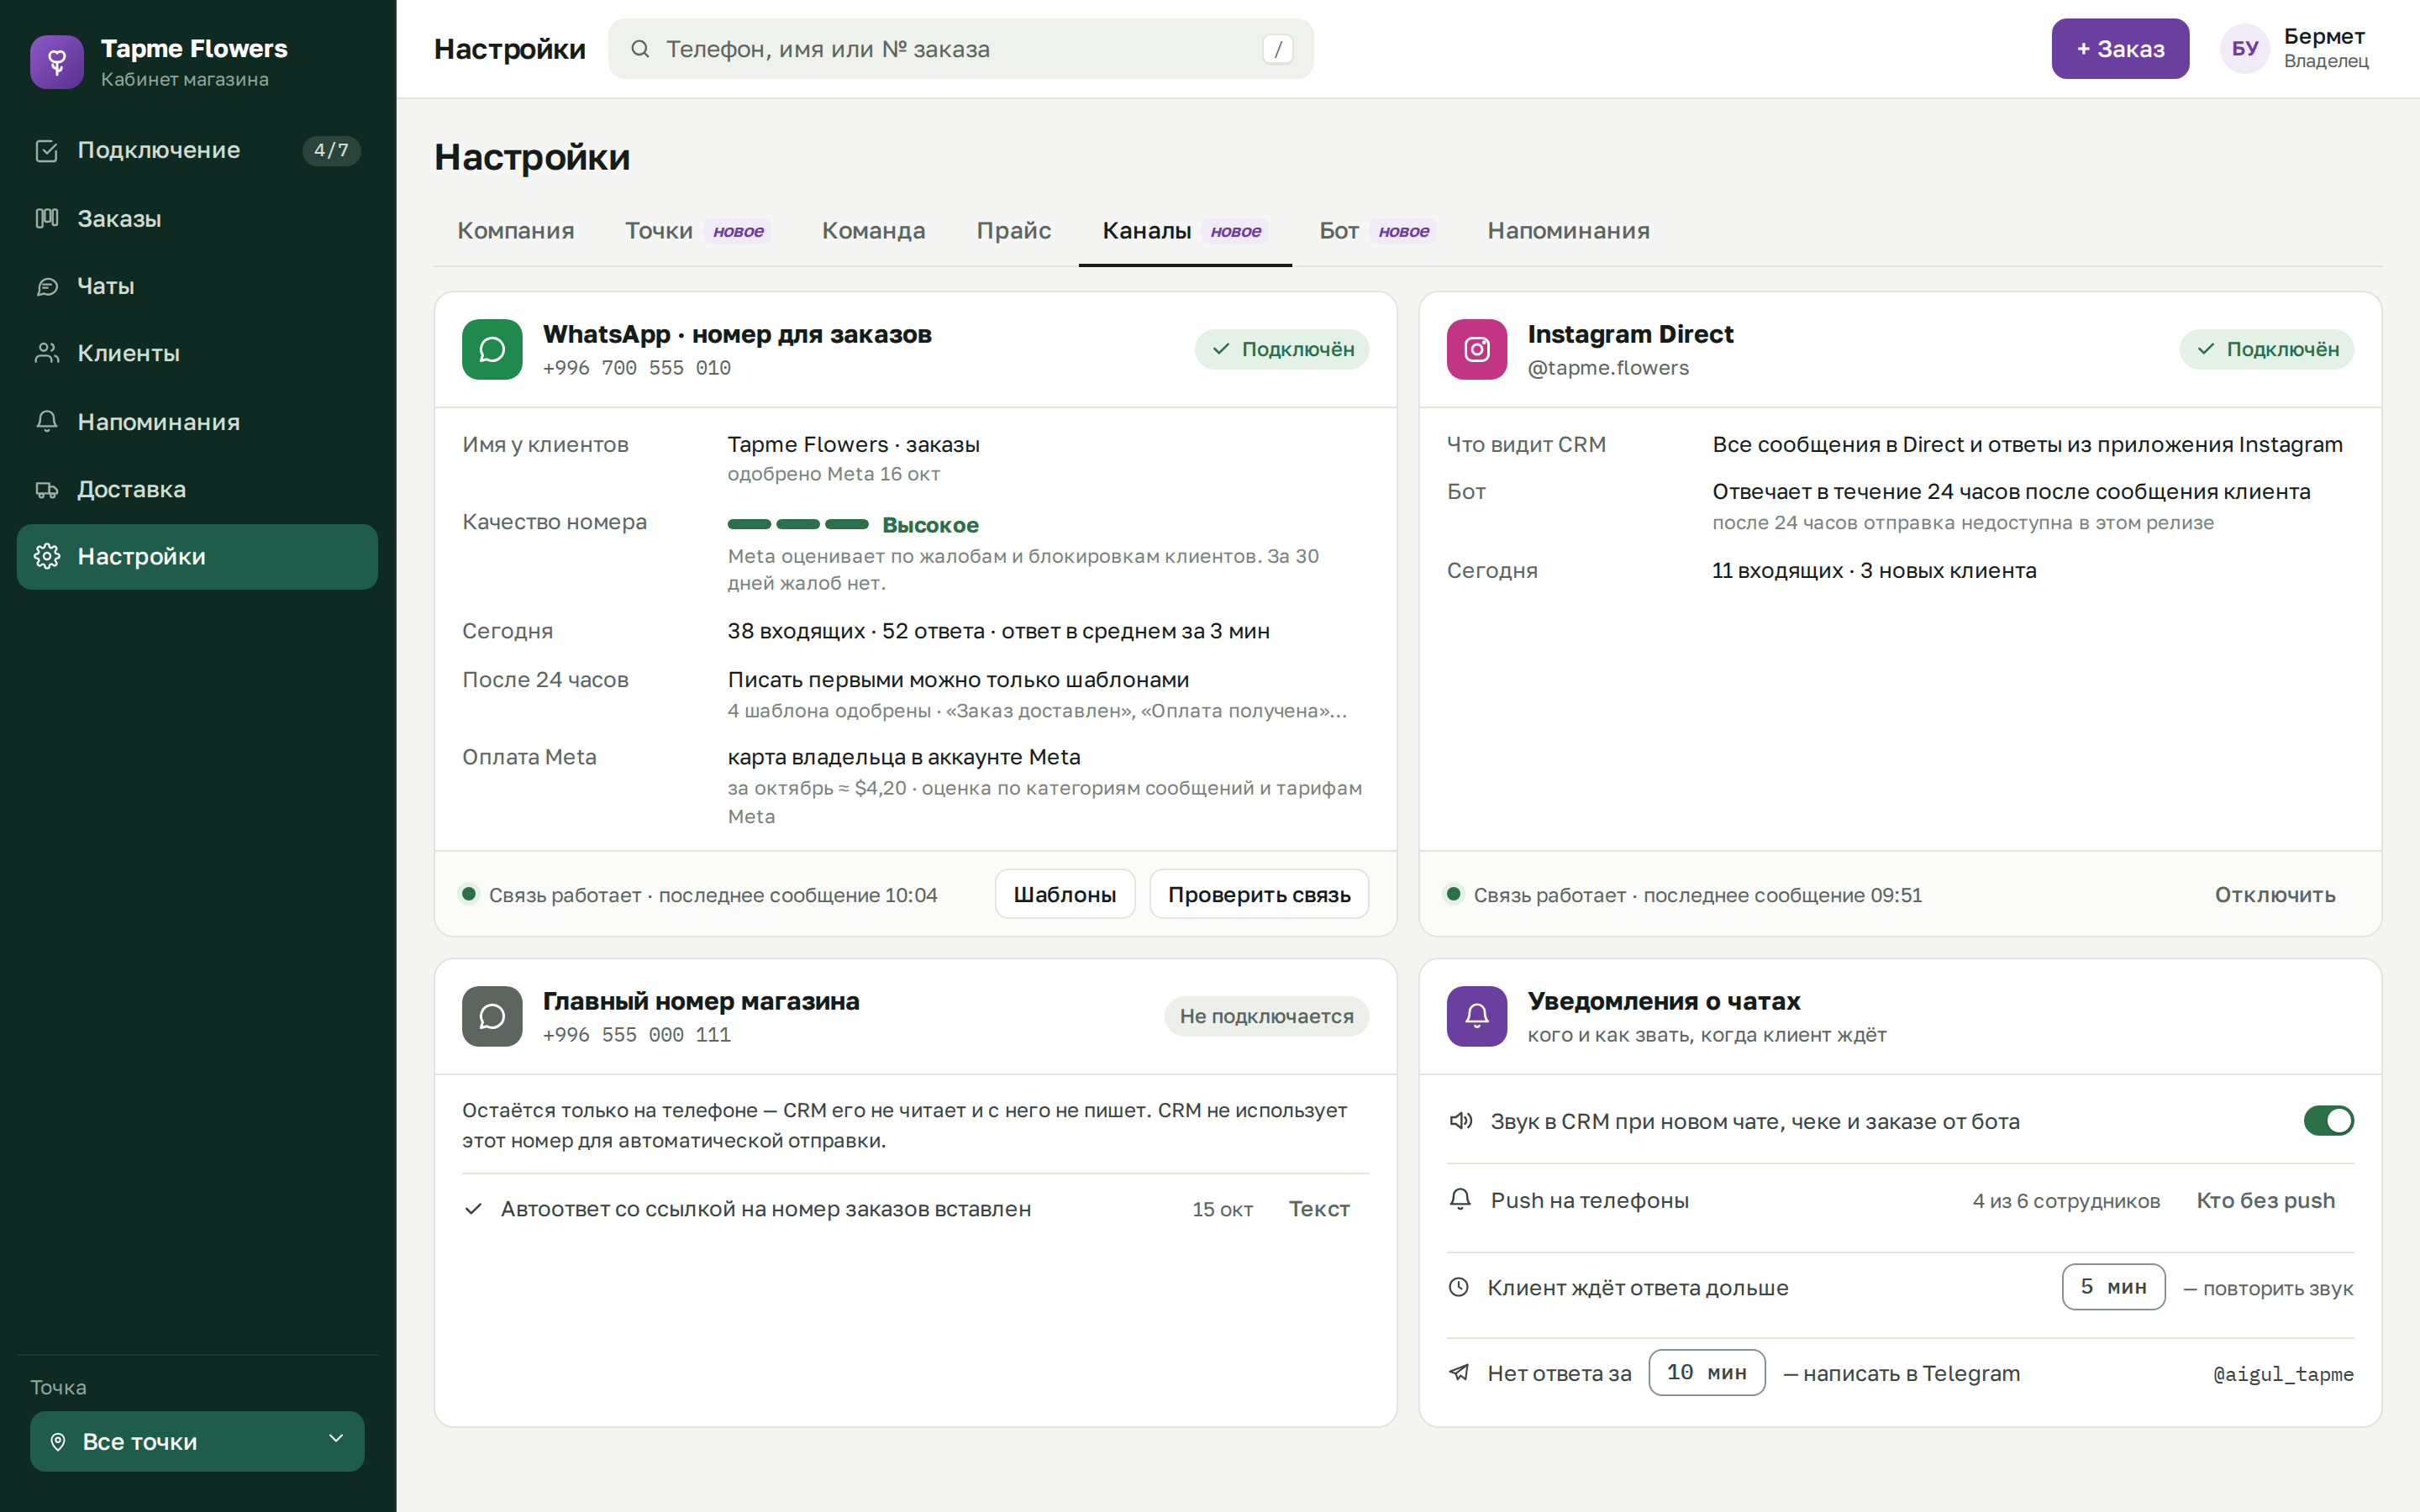 Tapme Flowers
Кабинет магазина
Подключение 4/7
Заказы
Чаты
Клиенты
Напоминания
Доставка
Настройки
Точка
Все точки
Настройки
Телефон, имя или № заказа /
+ Заказ
БУ
Бермет
Владелец
Настройки
Компания Точки новое Команда Прайс Каналы новое Бот новое Напоминания
WhatsApp · номер для заказов
+996 700 555 010
Подключён
Имя у клиентов Tapme Flowers · заказы
одобрено Meta 16 окт
Качество номера Высокое
Meta оценивает по жалобам и блокировкам клиентов. За 30
дней жалоб нет.
Сегодня 38 входящих · 52 ответа · ответ в среднем за 3 мин
После 24 часов Писать первыми можно только шаблонами
4 шаблона одобрены · «Заказ доставлен», «Оплата получена»…
Оплата Meta карта владельца в аккаунте Meta
за октябрь ≈ $4,20 · оценка по категориям сообщений и тарифам
Meta
Связь работает · последнее сообщение 10:04 Шаблоны Проверить связь
Instagram Direct
@tapme.flowers
Подключён
Что видит CRM Все сообщения в Direct и ответы из приложения Instagram
Бот Отвечает в течение 24 часов после сообщения клиента
после 24 часов отправка недоступна в этом релизе
Сегодня 11 входящих · 3 новых клиента
Связь работает · последнее сообщение 09:51 Отключить
Главный номер магазина
+996 555 000 111
Не подключается
Остаётся только на телефоне — CRM его не читает и с него не пишет. CRM не использует
этот номер для автоматической отправки.
Автоответ со ссылкой на номер заказов вставлен 15 окт Текст
Уведомления о чатах
кого и как звать, когда клиент ждёт
Звук в CRM при новом чате, чеке и заказе от бота
Push на телефоны 4 из 6 сотрудников Кто без push
Клиент ждёт ответа дольше 5 мин — повторить звук
Нет ответа за 10 мин — написать в Telegram @aigul_tapme